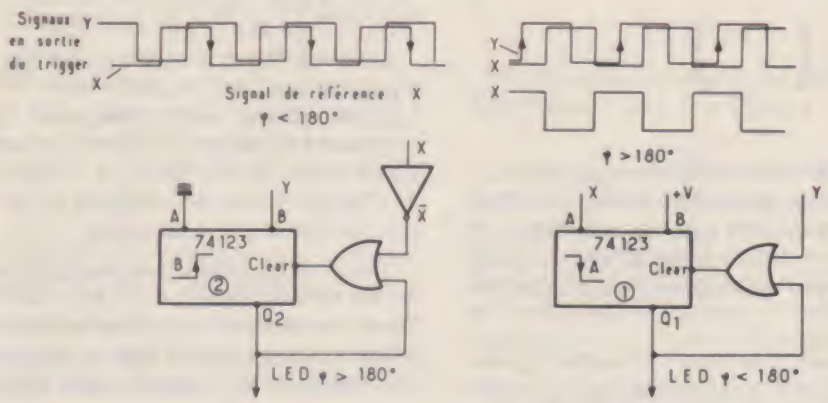 Signaux Y
en sortie
du trigger
X
Signal de référence : X
φ < 180°
Y
X
X
φ > 180°
X
Y
X̄
A
B
74123
B
Clear
②
Q2
LED φ > 180°
X
+V
Y
A
B
74123
A
Clear
①
Q1
LED φ < 180°